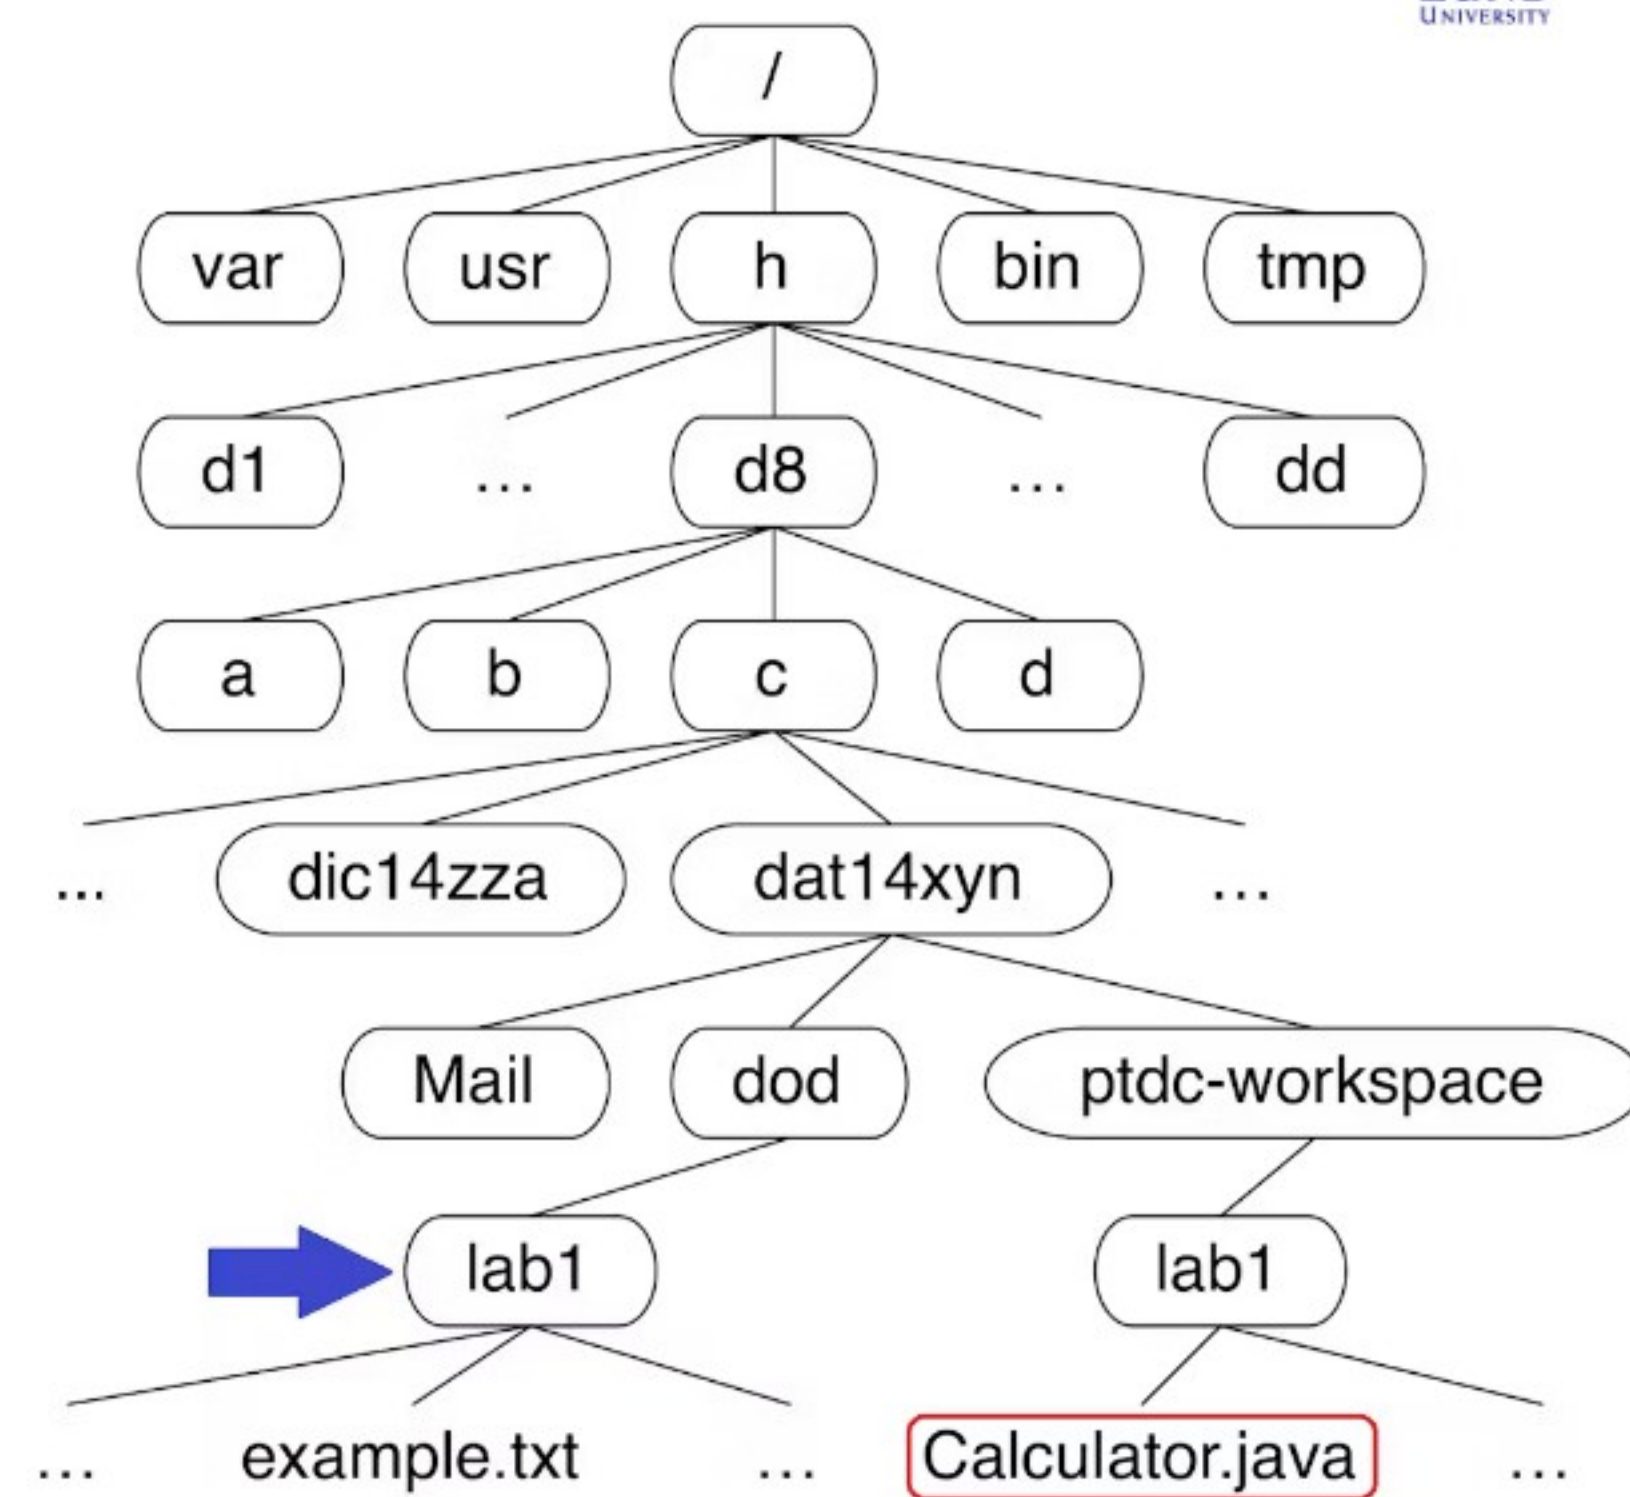 UNIVERSITY
/
var usr h bin tmp
d1 ... d8 ... dd
a b c d
... dic14zza dat14xyn ...
Mail dod ptdc-workspace
lab1 lab1
... example.txt ... Calculator.java ...